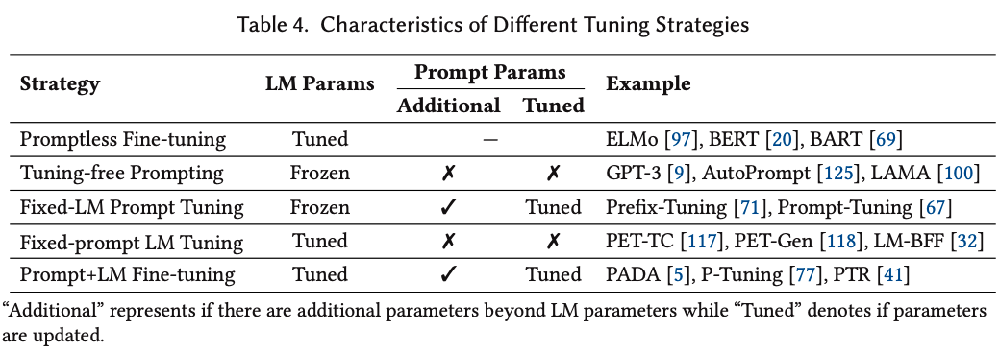 Table 4. Characteristics of Different Tuning Strategies
Strategy LM Params Prompt Params Example
Additional Tuned
Promptless Fine-tuning Tuned – ELMo [97], BERT [20], BART [69]
Tuning-free Prompting Frozen ✗ ✗ GPT-3 [9], AutoPrompt [125], LAMA [100]
Fixed-LM Prompt Tuning Frozen ✓ Tuned Prefix-Tuning [71], Prompt-Tuning [67]
Fixed-prompt LM Tuning Tuned ✗ ✗ PET-TC [117], PET-Gen [118], LM-BFF [32]
Prompt+LM Fine-tuning Tuned ✓ Tuned PADA [5], P-Tuning [77], PTR [41]
“Additional” represents if there are additional parameters beyond LM parameters while “Tuned” denotes if parameters
are updated.